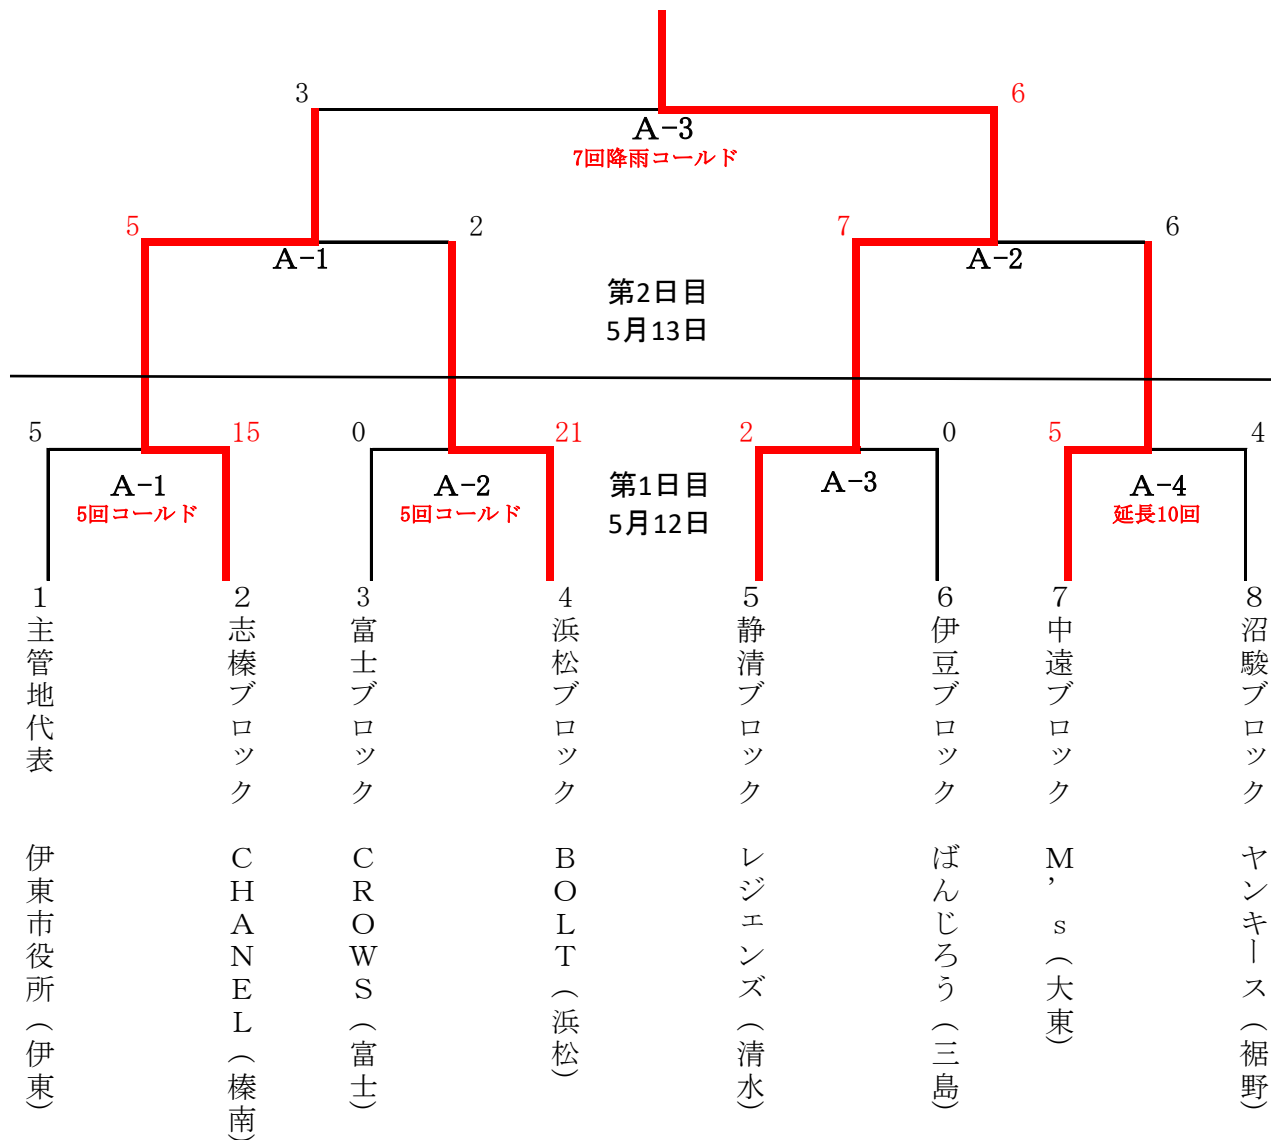 3
6
A-3
7回降雨コールド
5
2
7
6
A-1
A-2
第2日目
5月13日
5
15
0
21
2
0
5
4
A-1
5回コールド
A-2
5回コールド
第1日目
5月12日
A-3
A-4
延長10回
1 主管地代表 伊東市役所(伊東)
2 志榛ブロック CHANEL(榛南)
3 富士ブロック CROWS(富士)
4 浜松ブロック BOLT(浜松)
5 静清ブロック レジェンズ(清水)
6 伊豆ブロック ばんじろう(三島)
7 中遠ブロック M’s(大東)
8 沼駿ブロック ヤンキース(裾野)